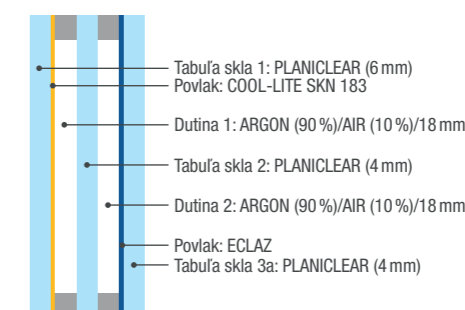 Tabuľa skla 1: PLANICLEAR (6 mm)
Povlak: COOL-LITE SKN 183
Dutina 1: ARGON (90 %)/AIR (10 %)/18 mm
Tabuľa skla 2: PLANICLEAR (4 mm)
Dutina 2: ARGON (90 %)/AIR (10 %)/18 mm
Povlak: ECLAZ
Tabuľa skla 3a: PLANICLEAR (4 mm)